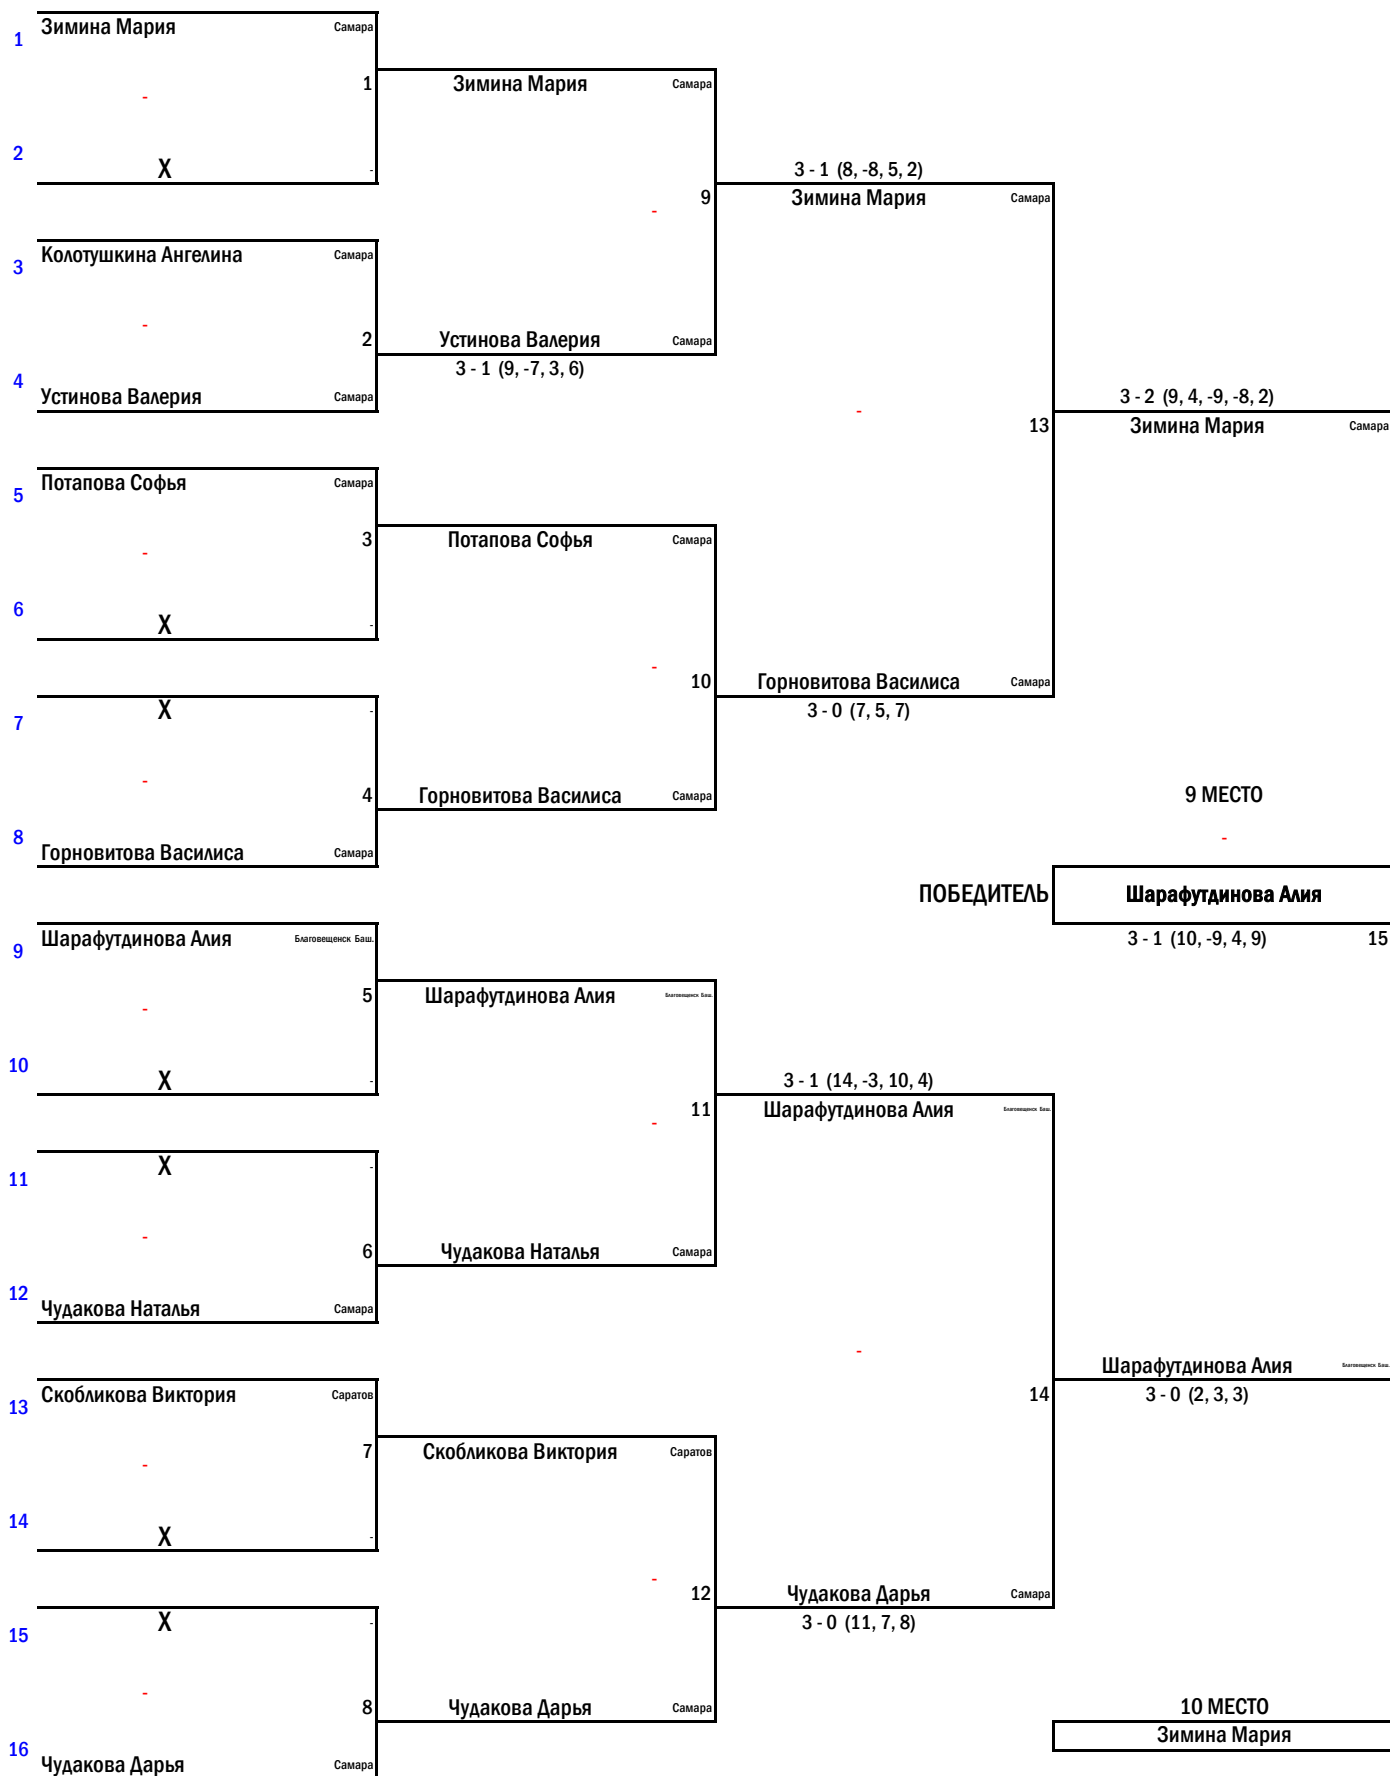 1 Зимина Мария Самара
1 Зимина Мария Самара
-
2 X -
3 - 1 (8, -8, 5, 2)
9 Зимина Мария Самара
-
3 Колотушкина Ангелина Самара
-
2 Устинова Валерия Самара
3 - 1 (9, -7, 3, 6)
4 Устинова Валерия Самара
3 - 2 (9, 4, -9, -8, 2)
-
13 Зимина Мария Самара
5 Потапова Софья Самара
3 Потапова Софья Самара
-
6 X -
-
10 Горновитова Василиса Самара
3 - 0 (7, 5, 7)
7 X -
-
4 Горновитова Василиса Самара
9 МЕСТО
8 Горновитова Василиса Самара
-
ПОБЕДИТЕЛЬ Шарафутдинова Алия
3 - 1 (10, -9, 4, 9) 15
9 Шарафутдинова Алия Благовещенск Баш.
5 Шарафутдинова Алия Благовещенск Баш.
-
10 X -
3 - 1 (14, -3, 10, 4)
11 Шарафутдинова Алия Благовещенск Баш.
-
11 X -
-
6 Чудакова Наталья Самара
12 Чудакова Наталья Самара
-
Шарафутдинова Алия Благовещенск Баш.
14 3 - 0 (2, 3, 3)
13 Скобликова Виктория Саратов
7 Скобликова Виктория Саратов
-
14 X -
-
12 Чудакова Дарья Самара
3 - 0 (11, 7, 8)
15 X -
-
8 Чудакова Дарья Самара
10 МЕСТО
Зимина Мария
16 Чудакова Дарья Самара